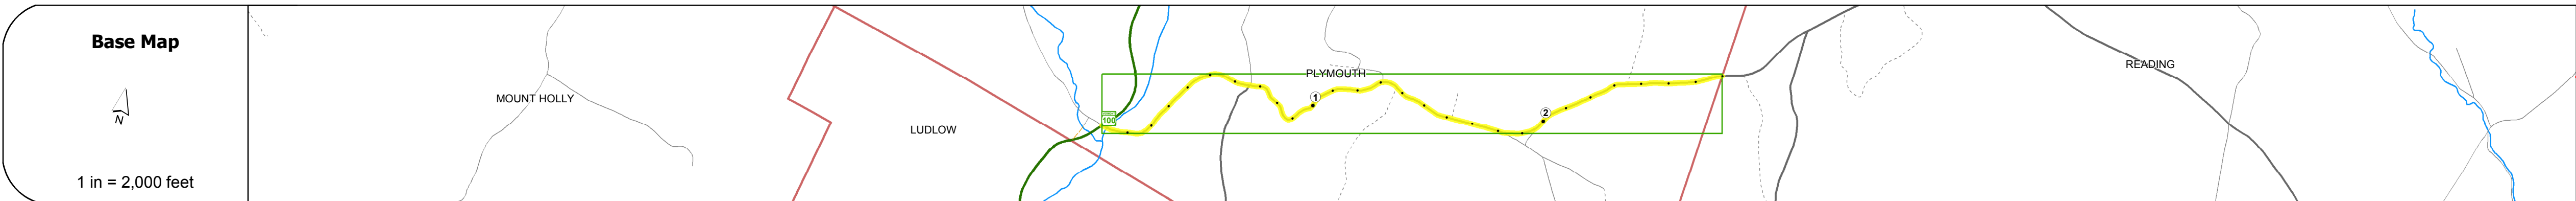 Base Map
N
1 in = 2,000 feet
MOUNT HOLLY
LUDLOW
100
PLYMOUTH
1
2
READING